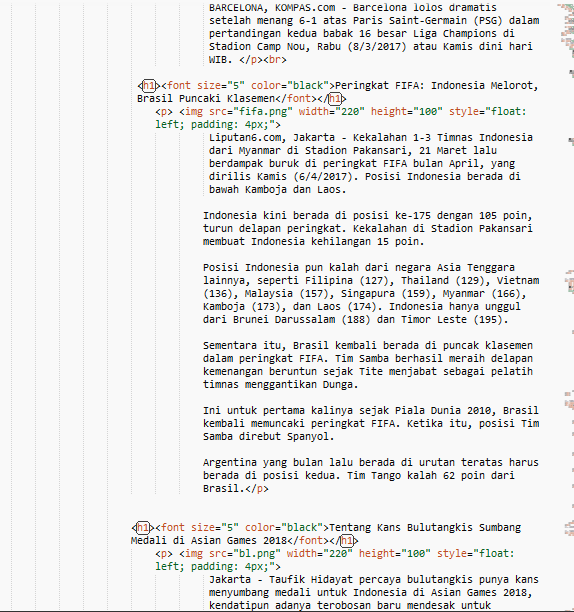 BARCELONA, KOMPAS.com - Barcelona lolos dramatis
setelah menang 6-1 atas Paris Saint-Germain (PSG) dalam
pertandingan kedua babak 16 besar Liga Champions di
Stadion Camp Nou, Rabu (8/3/2017) atau Kamis dini hari
WIB. </p><br>
<h1><font size="5" color="black">Peringkat FIFA: Indonesia Melorot,
Brasil Puncaki Klasemen</font></h1>
<p> <img src="fifa.png" width="220" height="100" style="float:
left; padding: 4px;">
Liputan6.com, Jakarta - Kekalahan 1-3 Timnas Indonesia
dari Myanmar di Stadion Pakansari, 21 Maret lalu
berdampak buruk di peringkat FIFA bulan April, yang
dirilis Kamis (6/4/2017). Posisi Indonesia berada di
bawah Kamboja dan Laos.
Indonesia kini berada di posisi ke-175 dengan 105 poin,
turun delapan peringkat. Kekalahan di Stadion Pakansari
membuat Indonesia kehilangan 15 poin.
Posisi Indonesia pun kalah dari negara Asia Tenggara
lainnya, seperti Filipina (127), Thailand (129), Vietnam
(136), Malaysia (157), Singapura (159), Myanmar (166),
Kamboja (173), dan Laos (174). Indonesia hanya unggul
dari Brunei Darussalam (188) dan Timor Leste (195).
Sementara itu, Brasil kembali berada di puncak klasemen
dalam peringkat FIFA. Tim Samba berhasil meraih delapan
kemenangan beruntun sejak Tite menjabat sebagai pelatih
timnas menggantikan Dunga.
Ini untuk pertama kalinya sejak Piala Dunia 2010, Brasil
kembali memuncaki peringkat FIFA. Ketika itu, posisi Tim
Samba direbut Spanyol.
Argentina yang bulan lalu berada di urutan teratas harus
berada di posisi kedua. Tim Tango kalah 62 poin dari
Brasil.</p>
<h1><font size="5" color="black">Tentang Kans Bulutangkis Sumbang
Medali di Asian Games 2018</font></h1>
<p> <img src="bl.png" width="220" height="100" style="float:
left; padding: 4px;">
Jakarta - Taufik Hidayat percaya bulutangkis punya kans
menyumbang medali untuk Indonesia di Asian Games 2018,
kendatipun adanya terobosan baru mendesak untuk